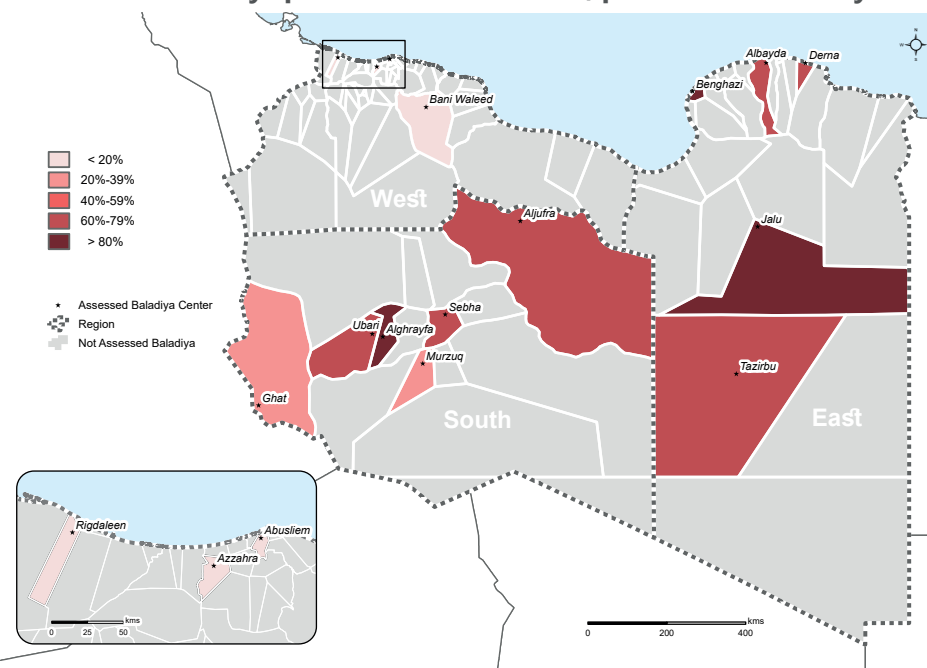 N
W
S
Albayda
Derna
Benghazi
Bani Waleed
< 20%
20%-39%
40%-59%
60%-79%
> 80%
West
Aljufra
Jalu
Assessed Baladiya Center
Region
Not Assessed Baladiya
Sebha
Ubari
Alghrayfa
Murzuq
Tazirbu
Ghat
South
East
Rigdaleen
Abusliem
Azzahra
kms
0 25 50
kms
0 200 400